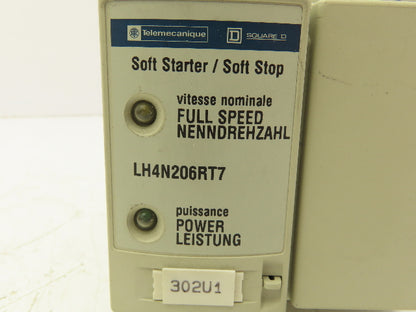 Telemecanique SQUARE D
Soft Starter / Soft Stop
vitesse nominale
FULL SPEED
NENNDREHZAHL
LH4N206RT7
puissance
POWER
LEISTUNG
302U1